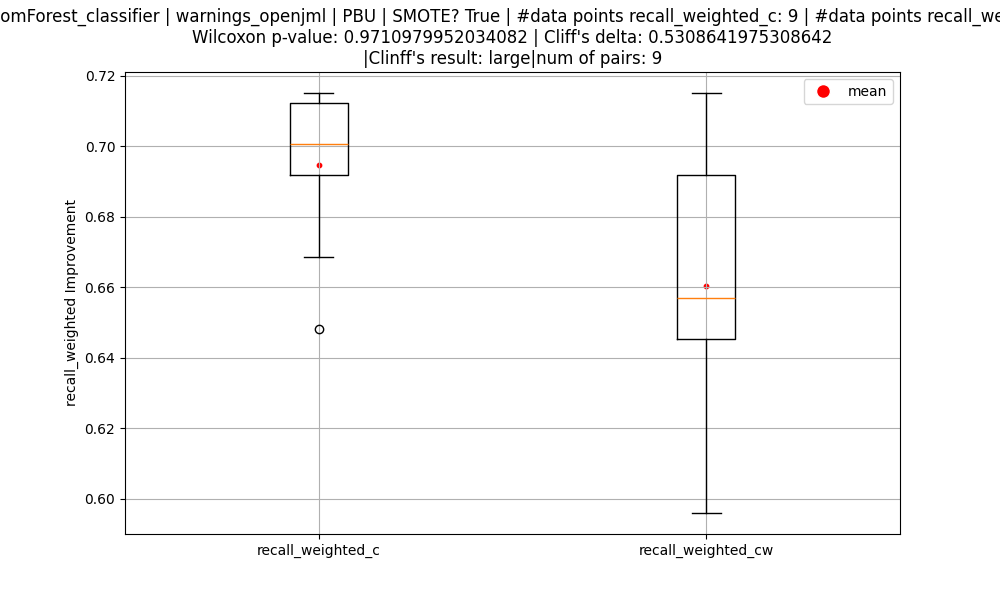 omForest_classifier | warnings_openjml | PBU | SMOTE? True | #data points recall_weighted_c: 9 | #data points recall_we
Wilcoxon p-value: 0.9710979952034082 | Cliff's delta: 0.5308641975308642
|Clinff's result: large|num of pairs: 9
mean
0.72
0.70
0.68
0.66
0.64
0.62
0.60
recall_weighted Improvement
recall_weighted_c
recall_weighted_cw